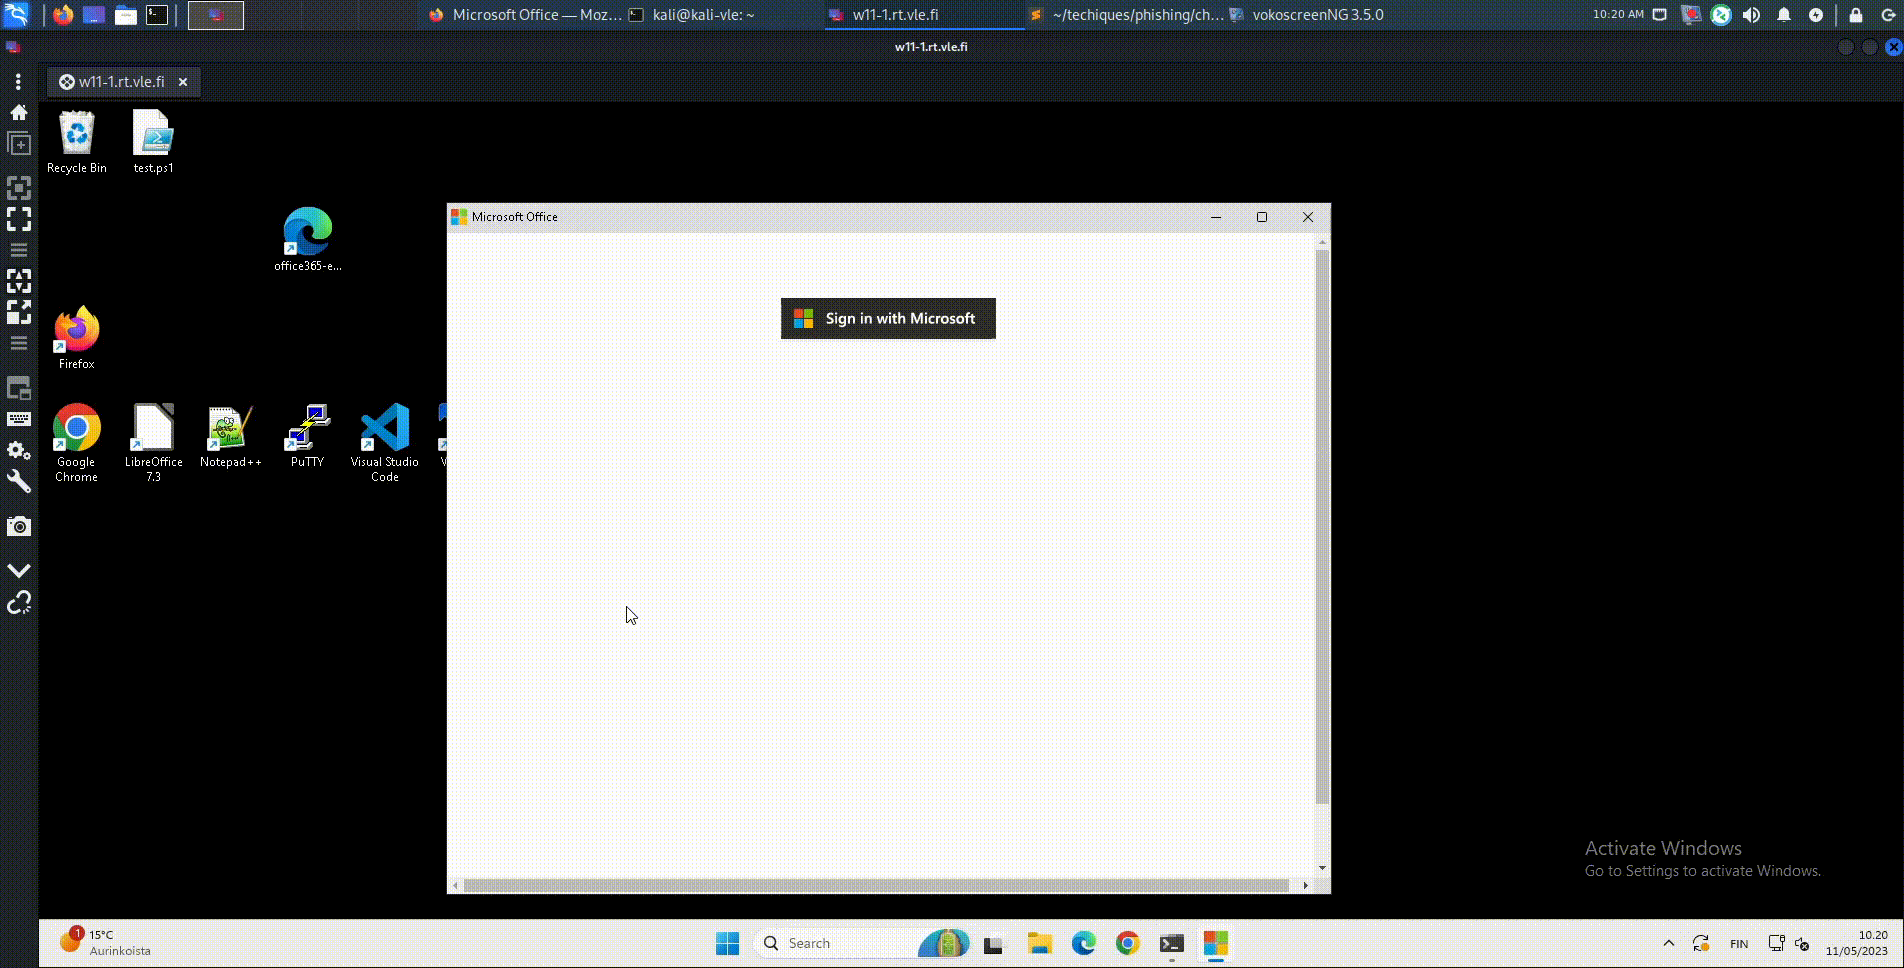 Microsoft Office — Moz...
kali@kali-vle: ~
w11-1.rt.vle.fi
~/techiques/phishing/ch...
vokoscreenNG 3.5.0
10:20 AM
w11-1.rt.vle.fi
w11-1.rt.vle.fi
Recycle Bin
test.ps1
office365-e...
Firefox
Google
Chrome
LibreOffice
7.3
Notepad++
PuTTY
Visual Studio
Code
V
Microsoft Office
Sign in with Microsoft
Activate Windows
Go to Settings to activate Windows.
1
15°C
Aurinkoista
Search
FIN
10.20
11/05/2023